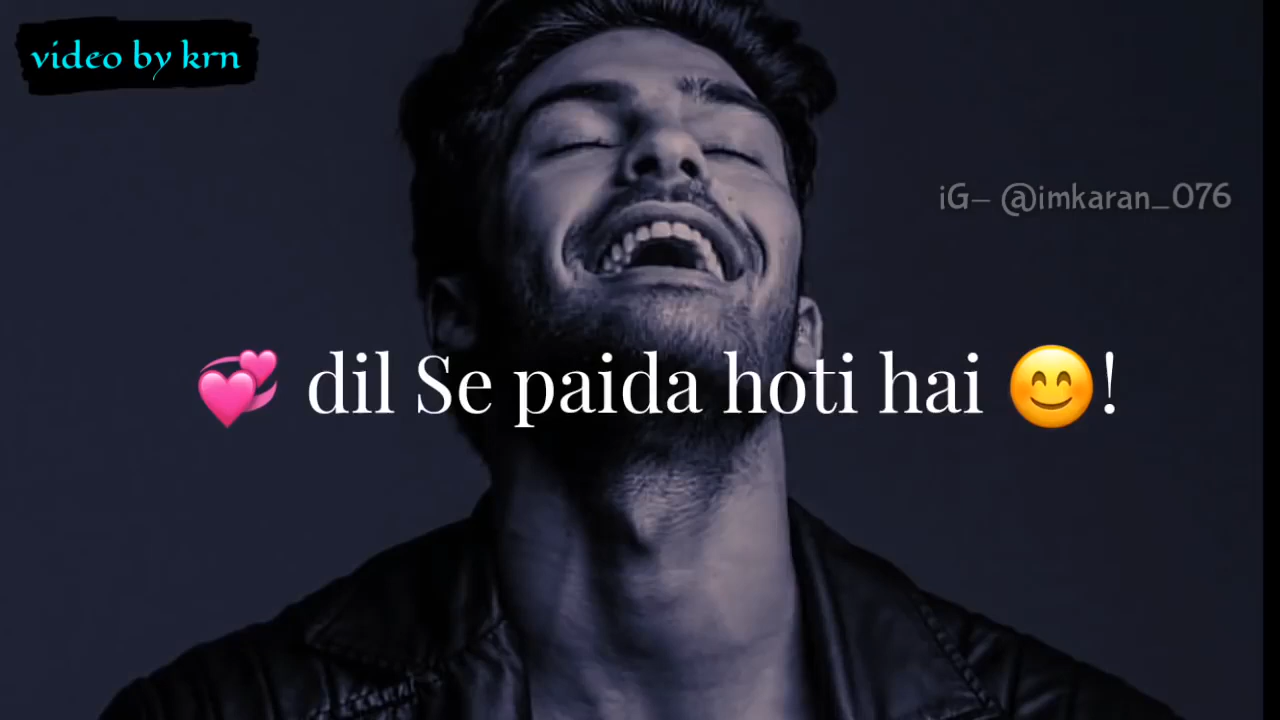 video by krn
iG– @imkaran_076
💞 dil Se paida hoti hai 😊!